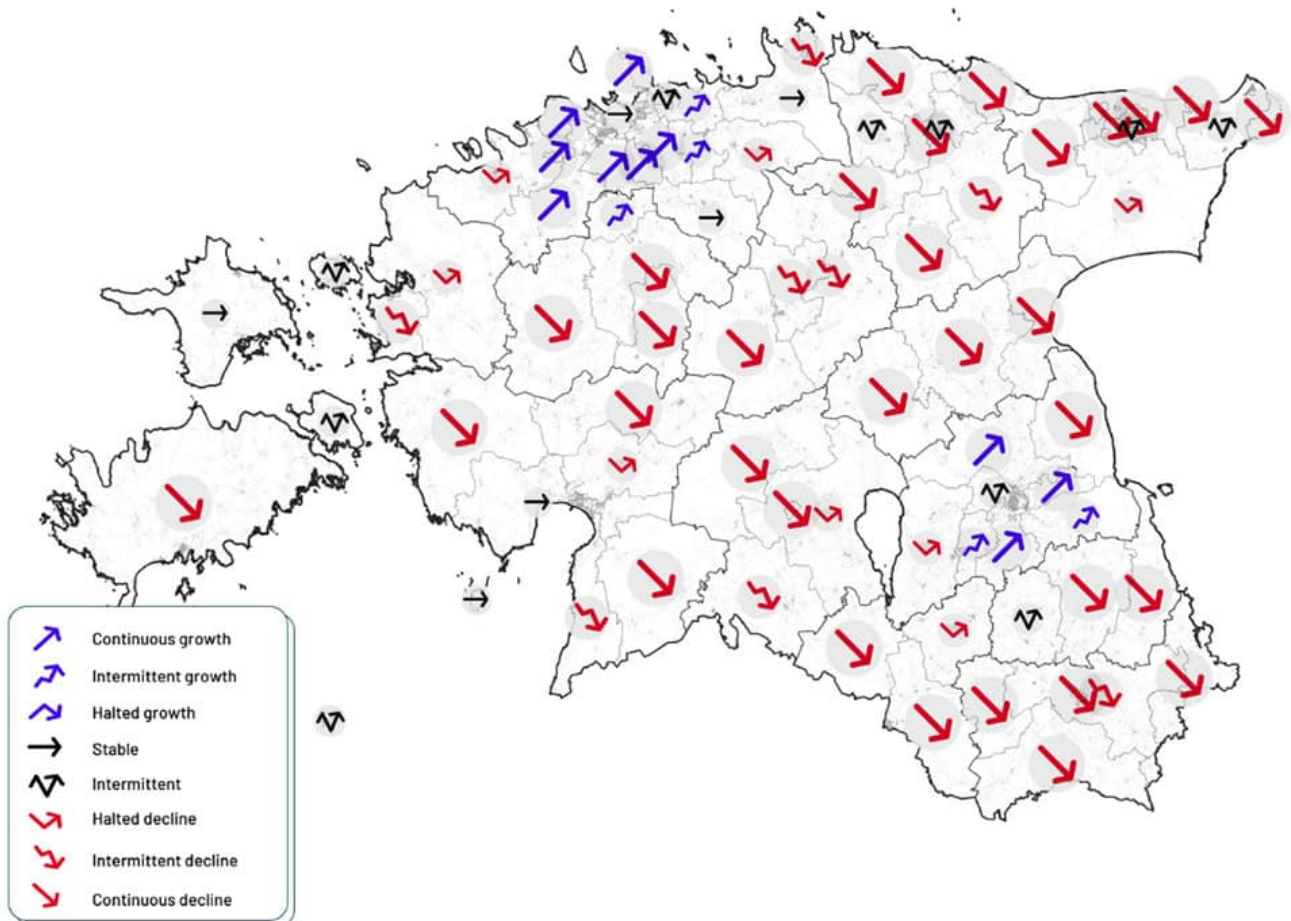 Continuous growth
Intermittent growth
Halted growth
Stable
Intermittent
Halted decline
Intermittent decline
Continuous decline